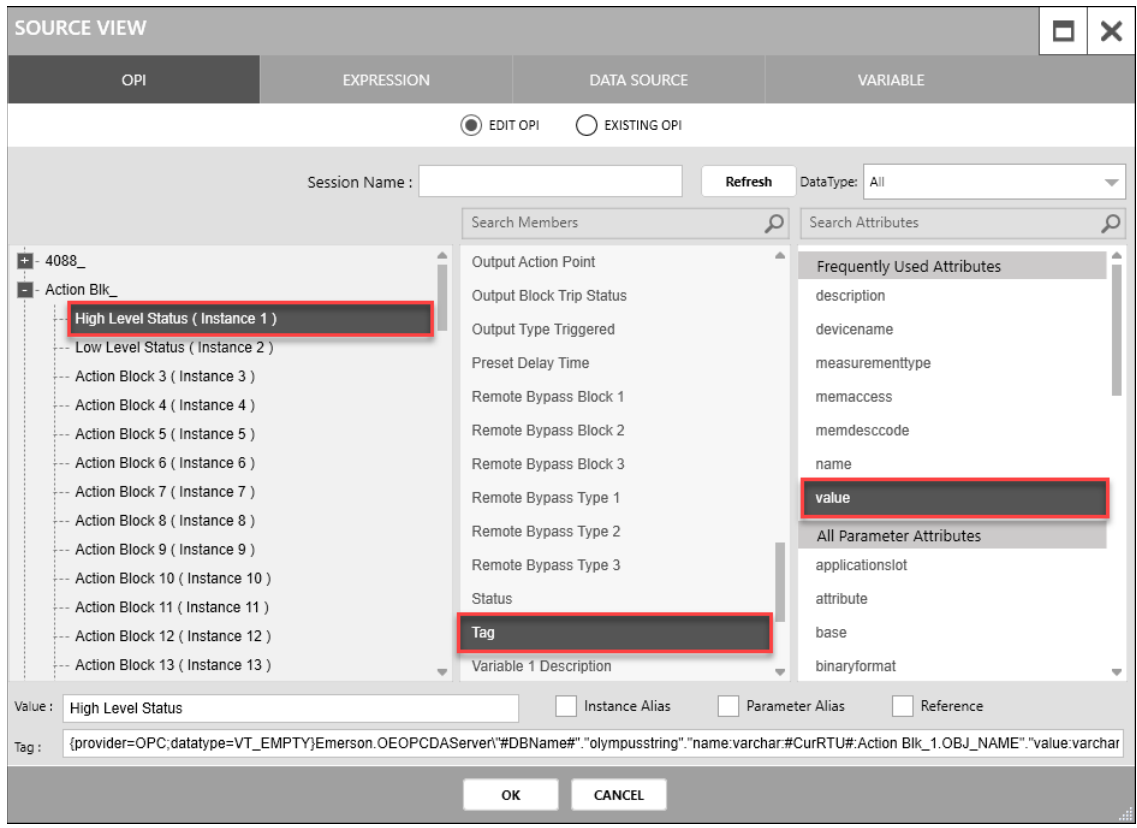 SOURCE VIEW
OPI EXPRESSION DATA SOURCE VARIABLE
EDIT OPI EXISTING OPI
Session Name : Refresh DataType: All
Search Members Search Attributes
4088_
Action Blk_
High Level Status ( Instance 1 )
Low Level Status ( Instance 2 )
Action Block 3 ( Instance 3 )
Action Block 4 ( Instance 4 )
Action Block 5 ( Instance 5 )
Action Block 6 ( Instance 6 )
Action Block 7 ( Instance 7 )
Action Block 8 ( Instance 8 )
Action Block 9 ( Instance 9 )
Action Block 10 ( Instance 10 )
Action Block 11 ( Instance 11 )
Action Block 12 ( Instance 12 )
Action Block 13 ( Instance 13 )
Output Action Point
Output Block Trip Status
Output Type Triggered
Preset Delay Time
Remote Bypass Block 1
Remote Bypass Block 2
Remote Bypass Block 3
Remote Bypass Type 1
Remote Bypass Type 2
Remote Bypass Type 3
Status
Tag
Variable 1 Description
Frequently Used Attributes
description
devicename
measurementtype
memaccess
memdesccode
name
value
All Parameter Attributes
applicationslot
attribute
base
binaryformat
Value : High Level Status Instance Alias Parameter Alias Reference
Tag : {provider=OPC;datatype=VT_EMPTY}Emerson.OEOPCDAServer\"#DBName#"."olympusstring"."name:varchar:#CurRTU#:Action Blk_1.OBJ_NAME"."value:varchar
OK CANCEL